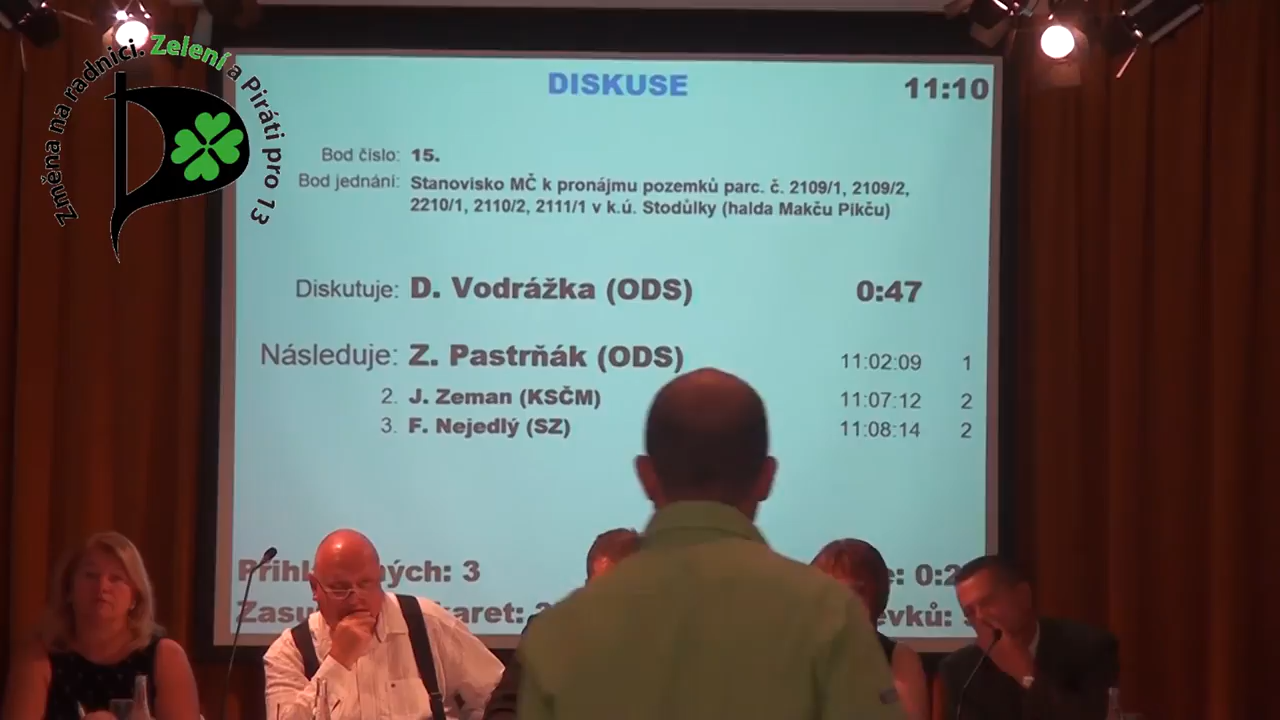 Změna na radnici. Zelení a Piráti pro 13
DISKUSE
11:10
Bod číslo: 15.
Bod jednání: Stanovisko MČ k pronájmu pozemků parc. č. 2109/1, 2109/2,
2210/1, 2110/2, 2111/1 v k.ú. Stodůlky (halda Makču Pikču)
Diskutuje: D. Vodrážka (ODS) 0:47
Následuje: Z. Pastrňák (ODS) 11:02:09 1
2. J. Zeman (KSČM) 11:07:12 2
3. F. Nejedlý (SZ) 11:08:14 2
3